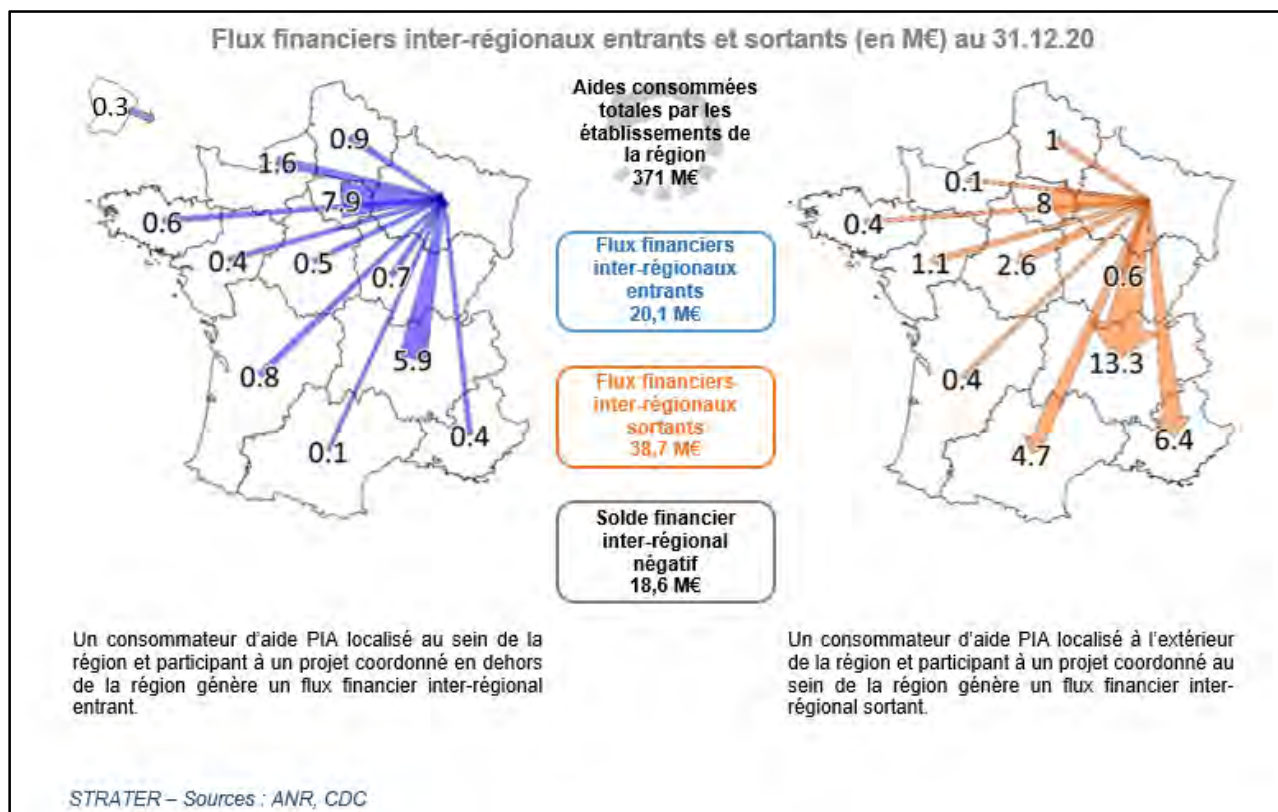 Flux financiers inter-régionaux entrants et sortants (en M€) au 31.12.20
0.3
0.9
1.6
7.9
0.6
0.4
0.5
0.7
5.9
0.8
0.1
0.4
Aides consommées
totales par les
établissements de
la région
371 M€
Flux financiers
inter-régionaux
entrants
20,1 M€
Flux financiers
inter-régionaux
sortants
38,7 M€
Solde financier
inter-régional
négatif
18,6 M€
1
0.1
8
0.4
1.1
2.6
0.6
13.3
0.4
4.7
6.4
Un consommateur d'aide PIA localisé au sein de la
région et participant à un projet coordonné en dehors
de la région génère un flux financier inter-régional
entrant.
Un consommateur d'aide PIA localisé à l'extérieur
de la région et participant à un projet coordonné au
sein de la région génère un flux financier inter-
régional sortant.
STRATER – Sources : ANR, CDC